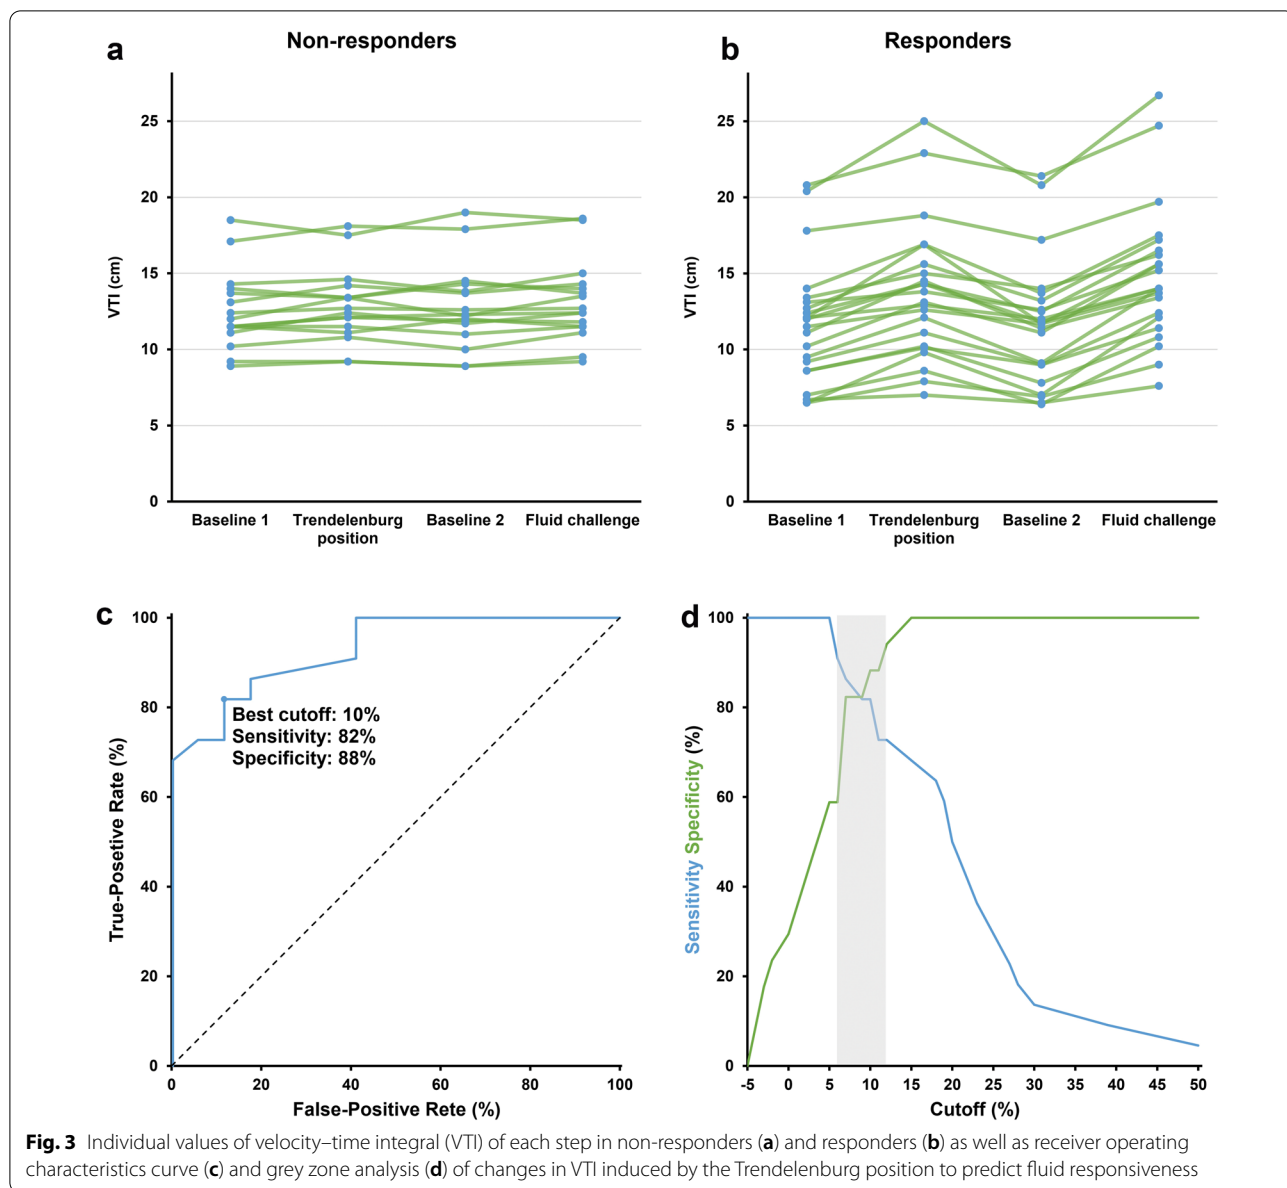 a Non-responders
25
20
15
10
5
0
VTI (cm)
Baseline 1 Trendelenburg position Baseline 2 Fluid challenge
b Responders
25
20
15
10
5
0
VTI (cm)
Baseline 1 Trendelenburg position Baseline 2 Fluid challenge
c
100
80
60
40
20
0
True-Posetive Rate (%)
Best cutoff: 10%
Sensitivity: 82%
Specificity: 88%
0 20 40 60 80 100
False-Positive Rete (%)
d
100
80
60
40
20
0
Sensitivity Specificity (%)
-5 0 5 10 15 20 25 30 35 40 45 50
Cutoff (%)
Fig. 3 Individual values of velocity–time integral (VTI) of each step in non-responders (a) and responders (b) as well as receiver operating
characteristics curve (c) and grey zone analysis (d) of changes in VTI induced by the Trendelenburg position to predict fluid responsiveness